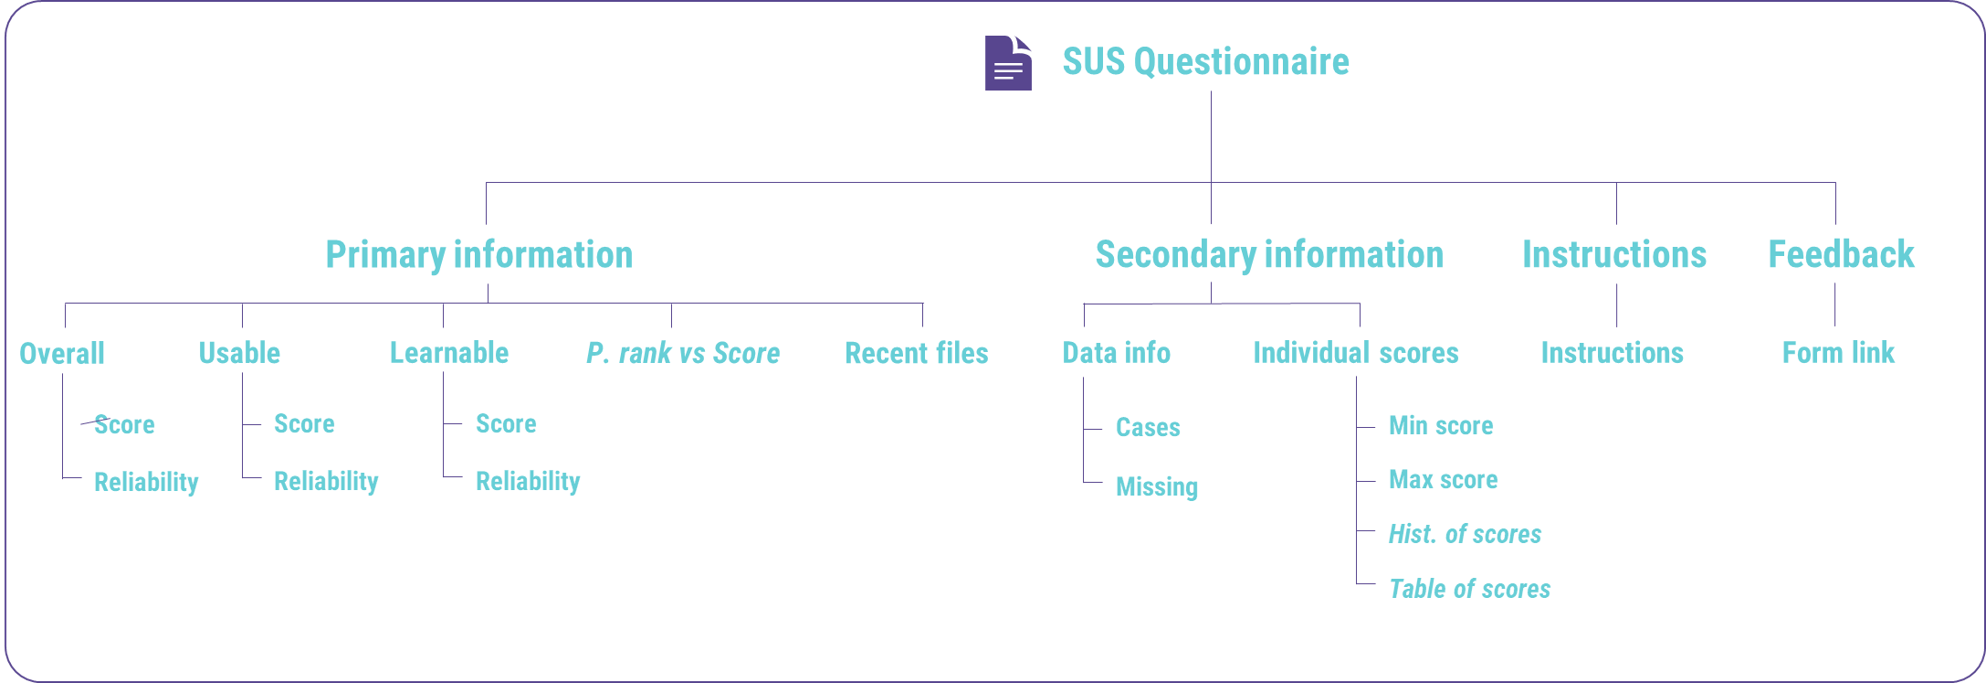 SUS Questionnaire
Primary information
Secondary information
Instructions
Feedback
Overall
Usable
Learnable
P. rank vs Score
Recent files
Data info
Individual scores
Instructions
Form link
Score
Reliability
Score
Reliability
Score
Reliability
Cases
Missing
Min score
Max score
Hist. of scores
Table of scores